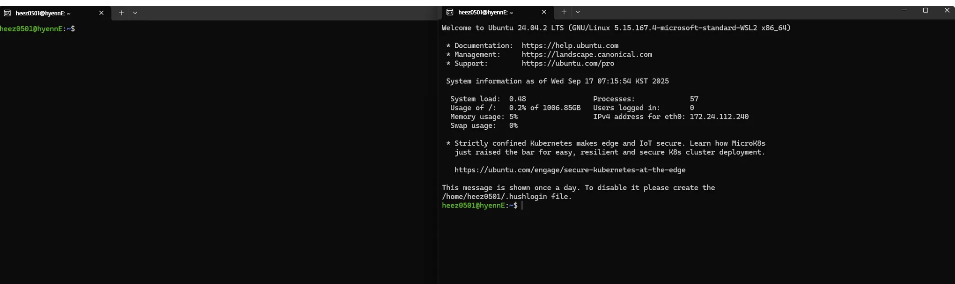 heez0501@hyennE: ~
heez0501@hyennE:~$
heez0501@hyennE: ~
Welcome to Ubuntu 24.04.2 LTS (GNU/Linux 5.15.167.4-microsoft-standard-WSL2 x86_64)
* Documentation:  https://help.ubuntu.com
* Management:     https://landscape.canonical.com
* Support:        https://ubuntu.com/pro
System information as of Wed Sep 17 07:15:54 KST 2025
System load:  0.48                Processes:             57
Usage of /:   0.2% of 1006.85GB   Users logged in:       0
Memory usage: 5%                  IPv4 address for eth0: 172.24.112.240
Swap usage:   0%
* Strictly confined Kubernetes makes edge and IoT secure. Learn how MicroK8s
just raised the bar for easy, resilient and secure K8s cluster deployment.
https://ubuntu.com/engage/secure-kubernetes-at-the-edge
This message is shown once a day. To disable it please create the
/home/heez0501/.hushlogin file.
heez0501@hyennE:~$